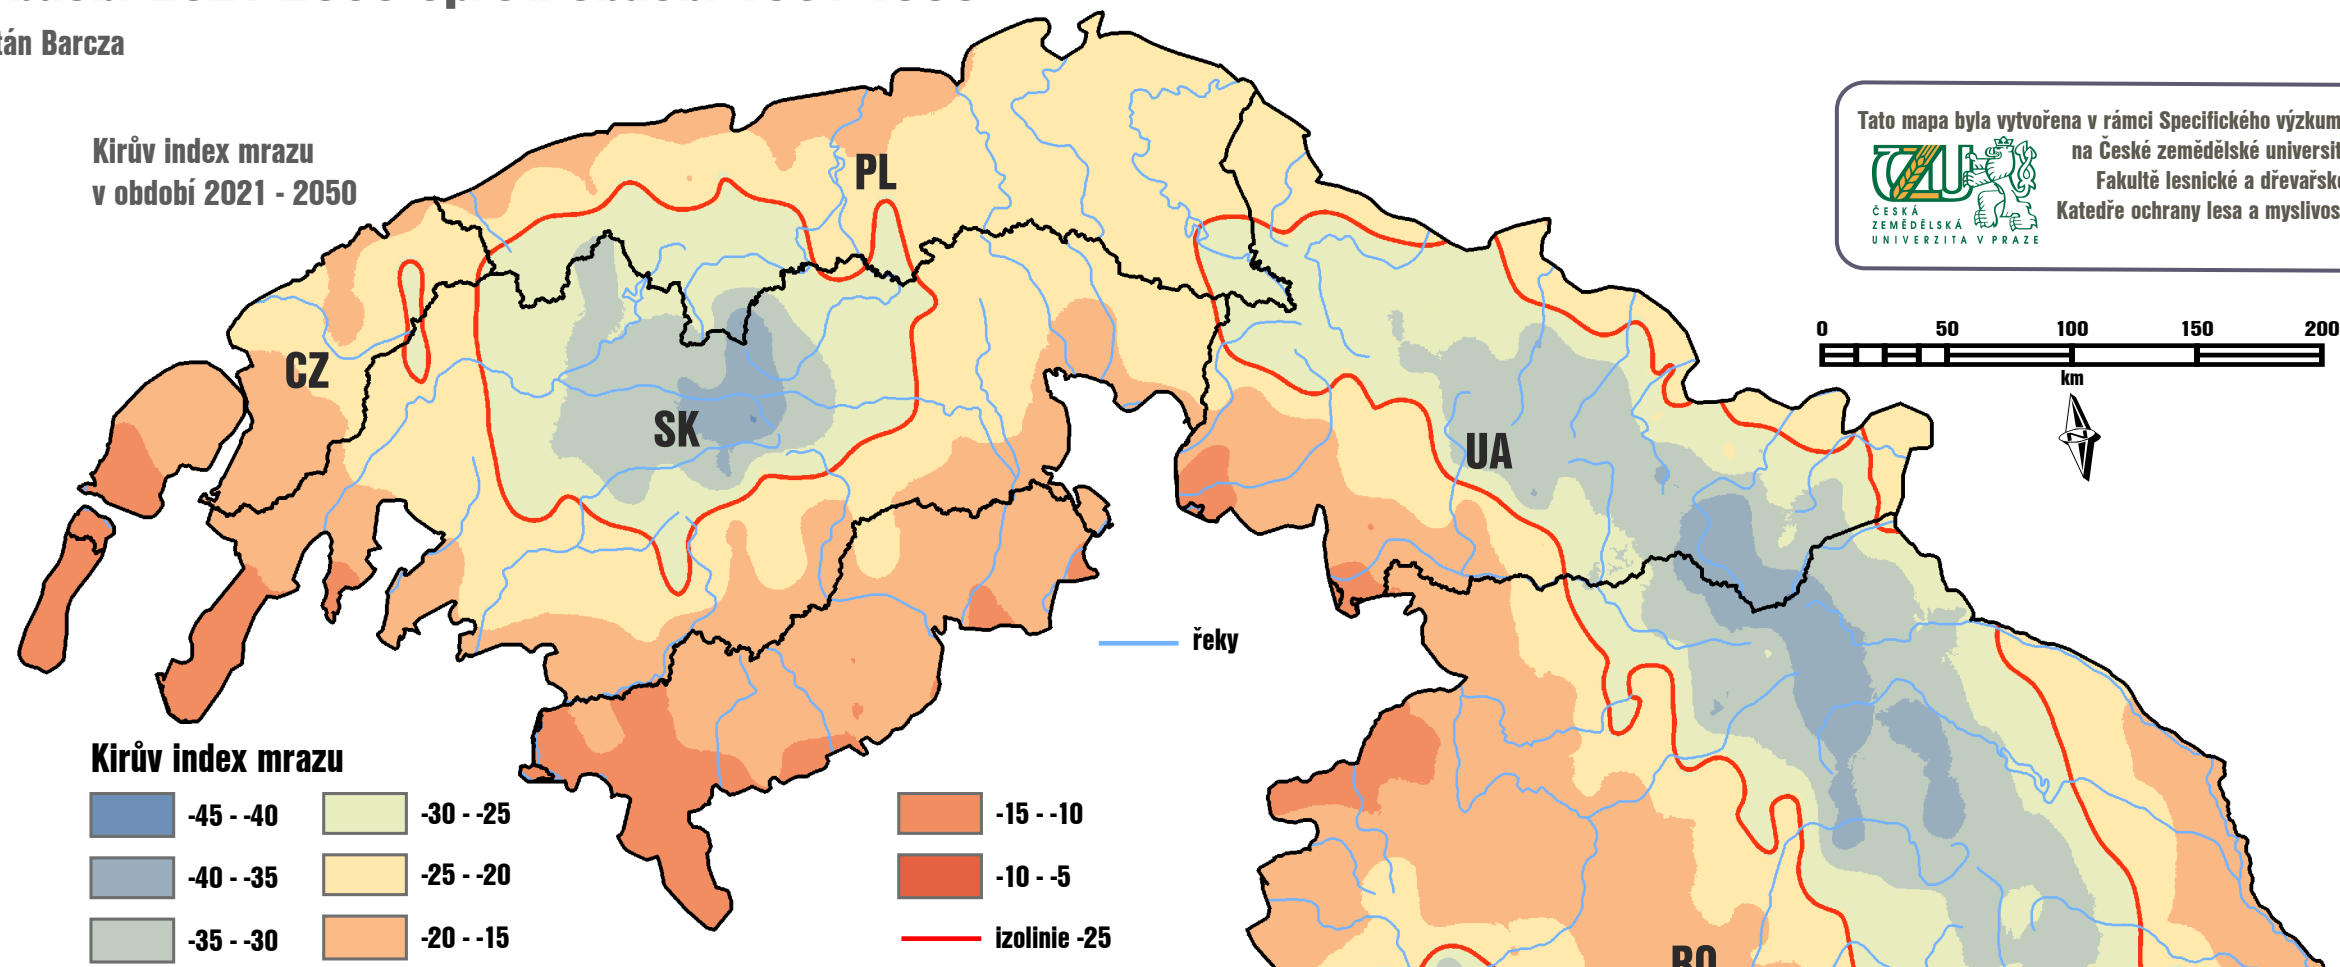 tán Barcza
Kirův index mrazu
v období 2021 - 2050
Tato mapa byla vytvořena v rámci Specifického výzkum
na České zemědělské universit
Fakultě lesnické a dřevařské
Katedře ochrany lesa a myslivos
ČZU
ČESKÁ
ZEMĚDĚLSKÁ
UNIVERZITA V PRAZE
0 50 100 150 200
km
N
PL
CZ
SK
UA
RO
řeky
Kirův index mrazu
-45 - -40
-40 - -35
-35 - -30
-30 - -25
-25 - -20
-20 - -15
-15 - -10
-10 - -5
izolinie -25